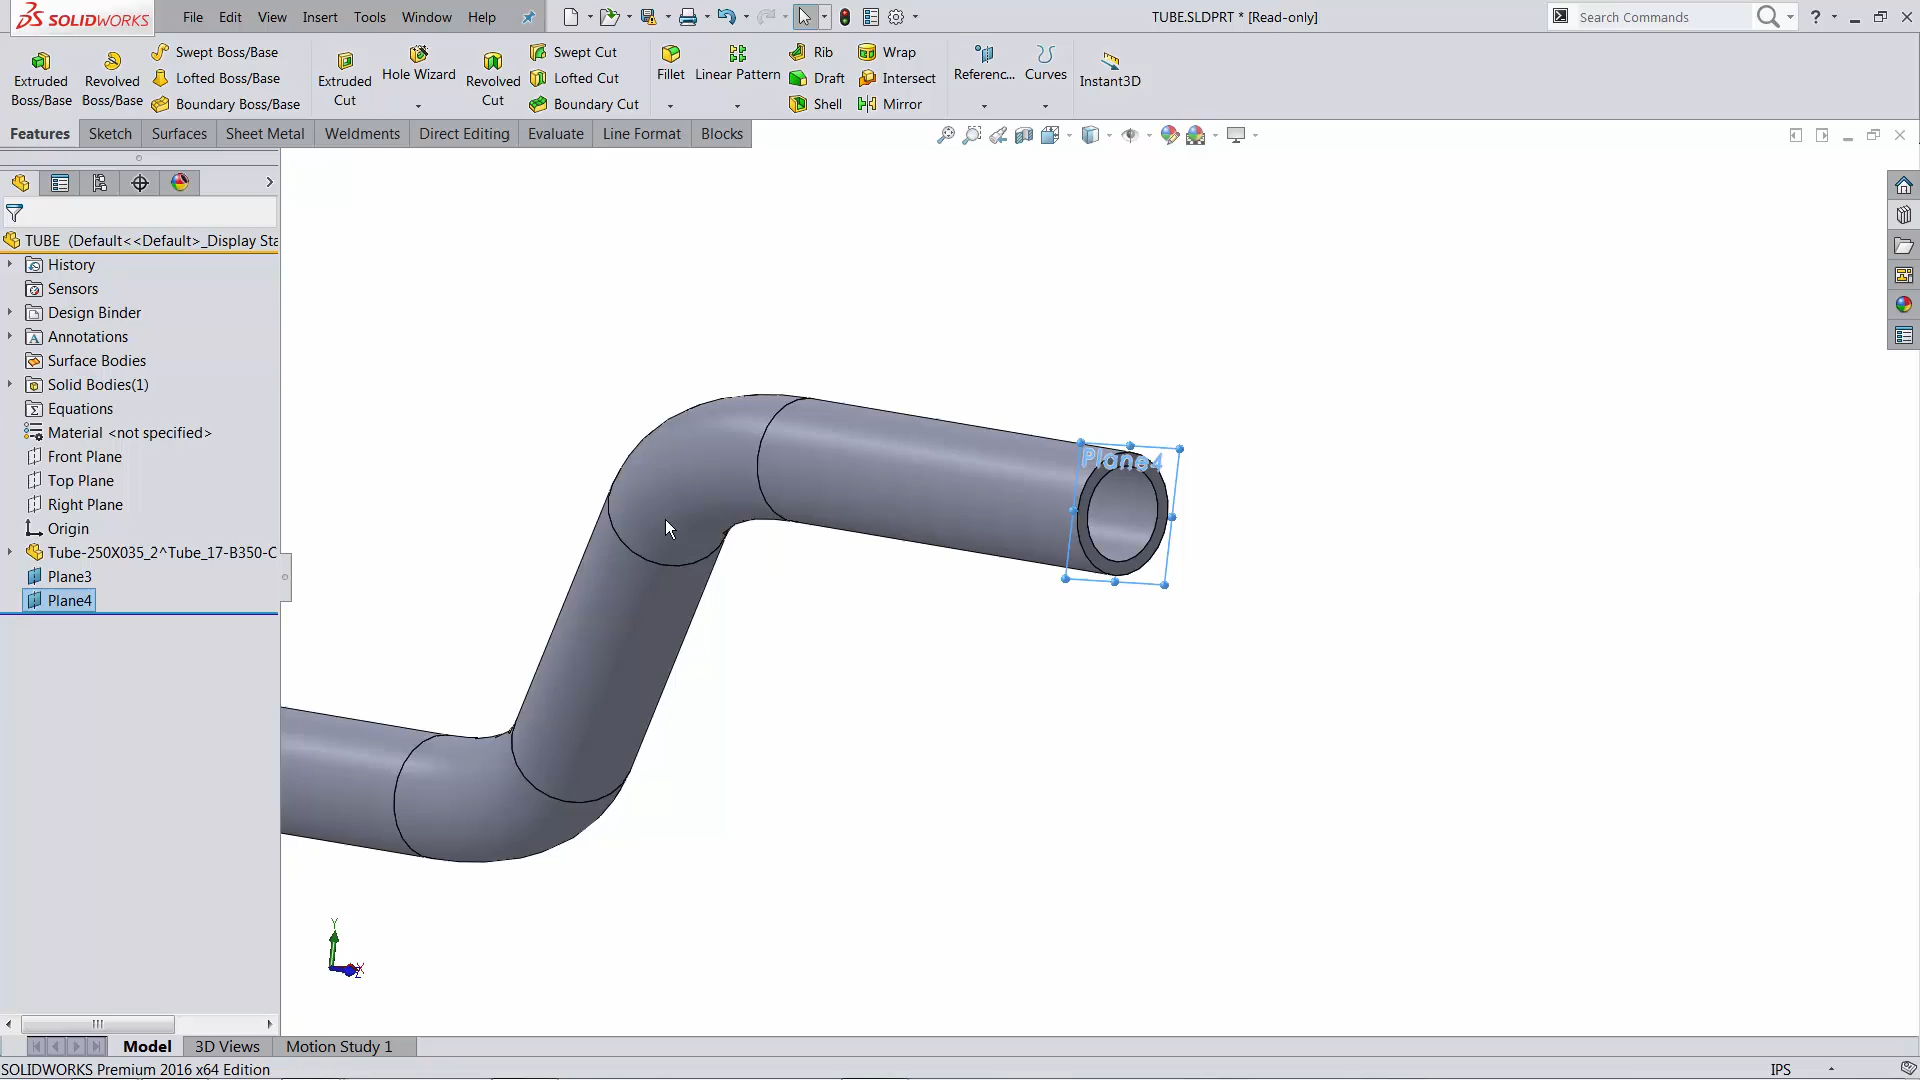 SOLIDWORKS File Edit View Insert Tools Window Help TUBE.SLDPRT * [Read-only] Search Commands ?
Extruded Boss/Base
Revolved Boss/Base
Swept Boss/Base
Lofted Boss/Base
Boundary Boss/Base
Extruded Cut
Hole Wizard
Revolved Cut
Swept Cut
Lofted Cut
Boundary Cut
Fillet
Linear Pattern
Rib
Draft
Shell
Wrap
Intersect
Mirror
Referenc...
Curves
Instant3D
Features Sketch Surfaces Sheet Metal Weldments Direct Editing Evaluate Line Format Blocks
TUBE (Default<<Default>_Display Sta
History
Sensors
Design Binder
Annotations
Surface Bodies
Solid Bodies(1)
Equations
Material <not specified>
Front Plane
Top Plane
Right Plane
Origin
Tube-250X035_2^Tube_17-B350-C
Plane3
Plane4
Plane4
Y
X
Z
Model 3D Views Motion Study 1
SOLIDWORKS Premium 2016 x64 Edition IPS